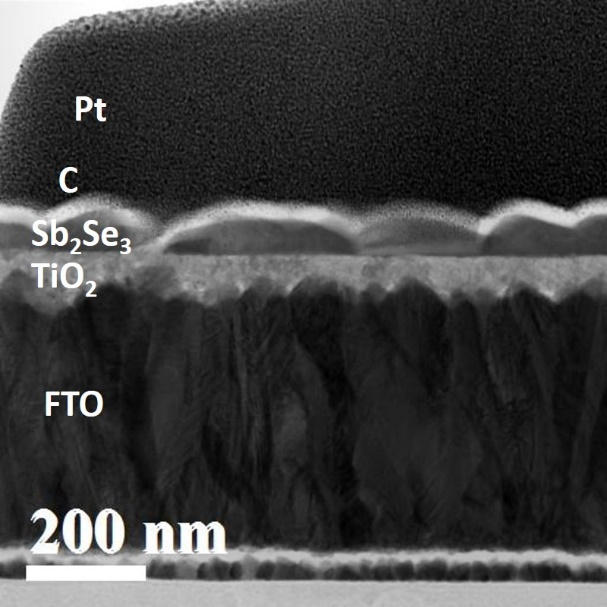 Pt
C
Sb₂Se₃
TiO₂
FTO
200 nm